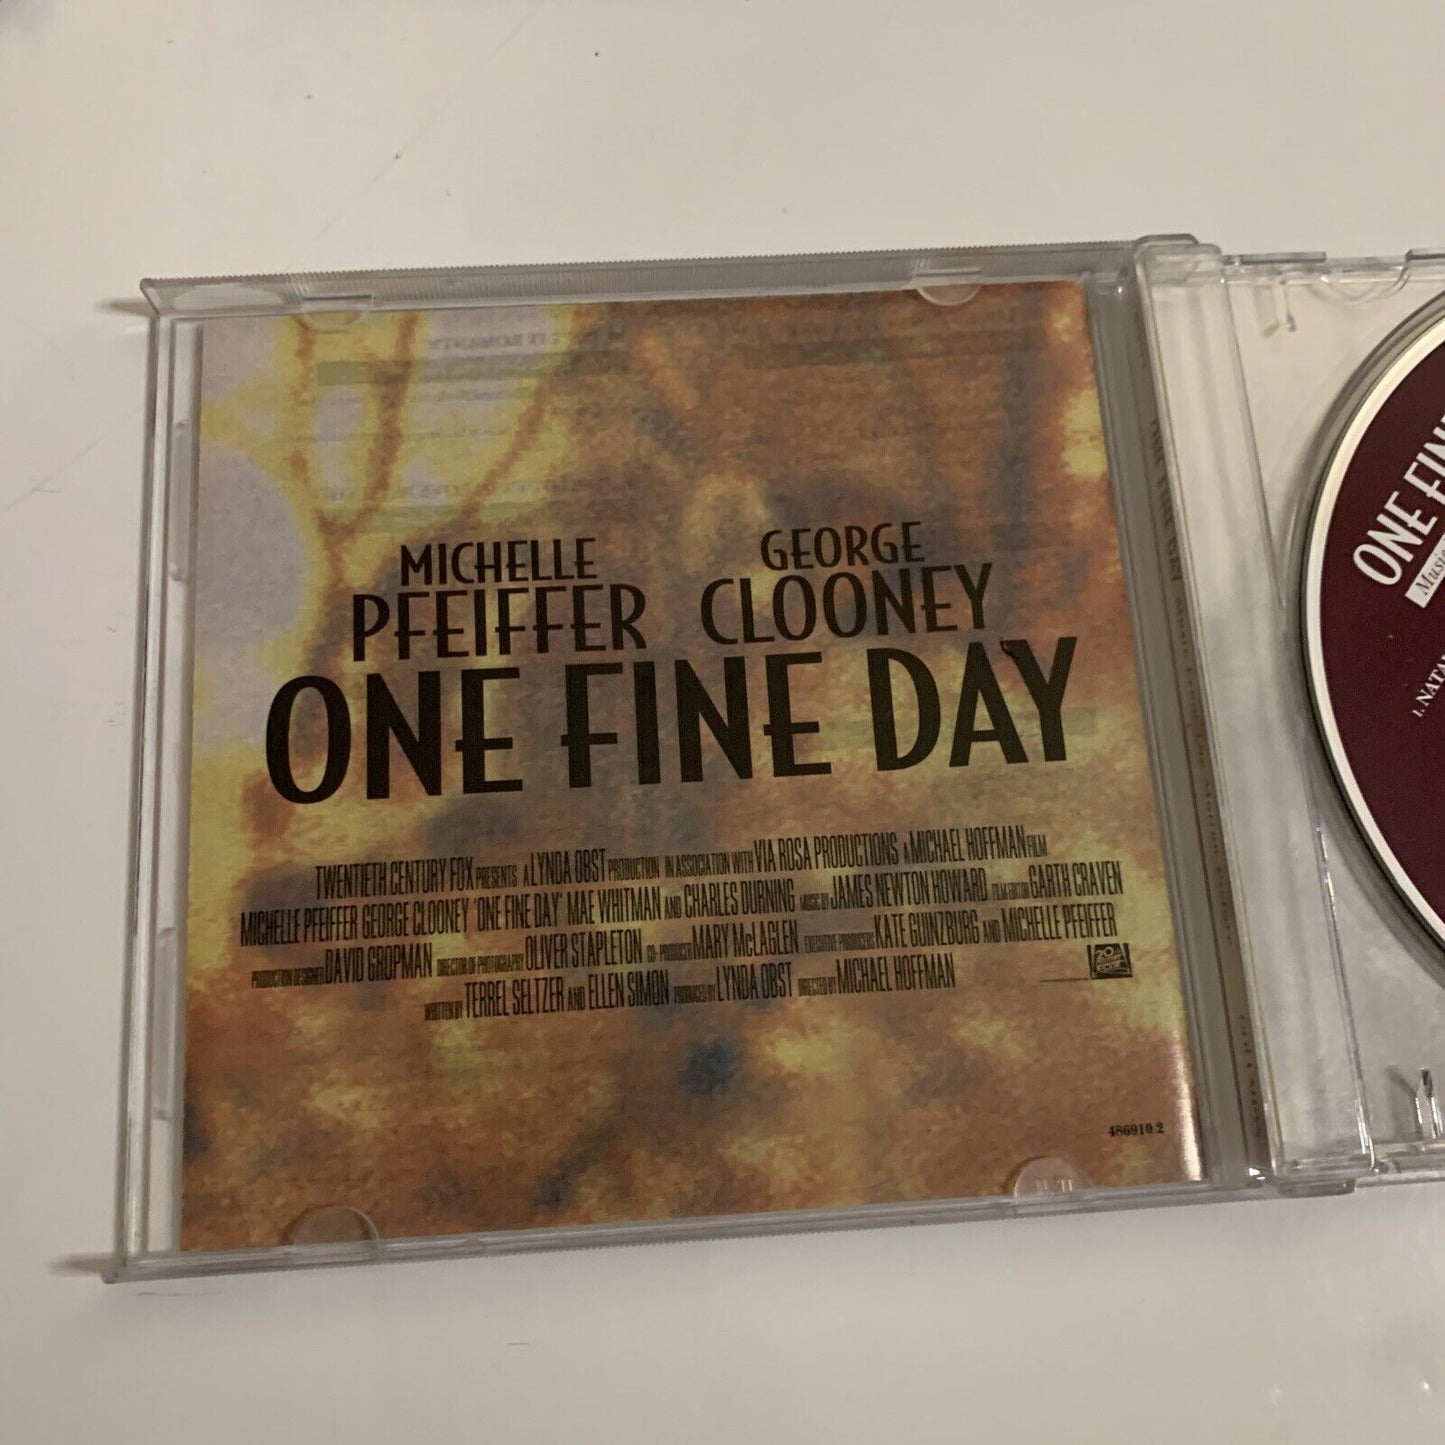 MICHELLE
PFEIFFER
GEORGE
CLOONEY
ONE FINE DAY
TWENTIETH CENTURY FOX PRESENTS A LYNDA OBST PRODUCTION IN ASSOCIATION WITH VIA ROSA PRODUCTIONS A MICHAEL HOFFMAN FILM
MICHELLE PFEIFFER GEORGE CLOONEY 'ONE FINE DAY' MAE WHITMAN AND CHARLES DURNING MUSIC BY JAMES NEWTON HOWARD FILM EDITOR GARTH CRAVEN
PRODUCTION DESIGNER DAVID GROPMAN DIRECTOR OF PHOTOGRAPHY OLIVER STAPLETON CO-PRODUCER MARY McLAGLEN EXECUTIVE PRODUCERS KATE GUINZBURG AND MICHELLE PFEIFFER
WRITTEN BY TERREL SELTZER AND ELLEN SIMON PRODUCED BY LYNDA OBST DIRECTED BY MICHAEL HOFFMAN
486910 2
ONE FINE
Music
1. NATA